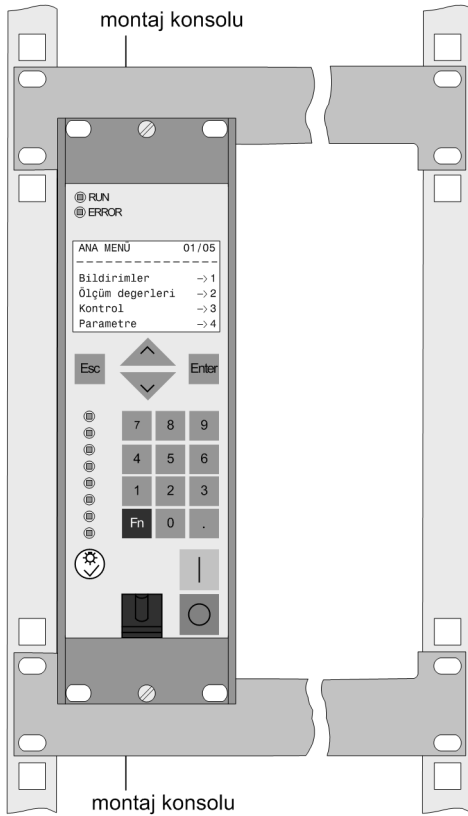 montaj konsolu
RUN
ERROR
ANA MENÜ 01/05
Bildirimler —> 1
Ölçüm degerleri —> 2
Kontrol —> 3
Parametre —> 4
Esc Enter
7 8 9
4 5 6
1 2 3
Fn 0 .
montaj konsolu